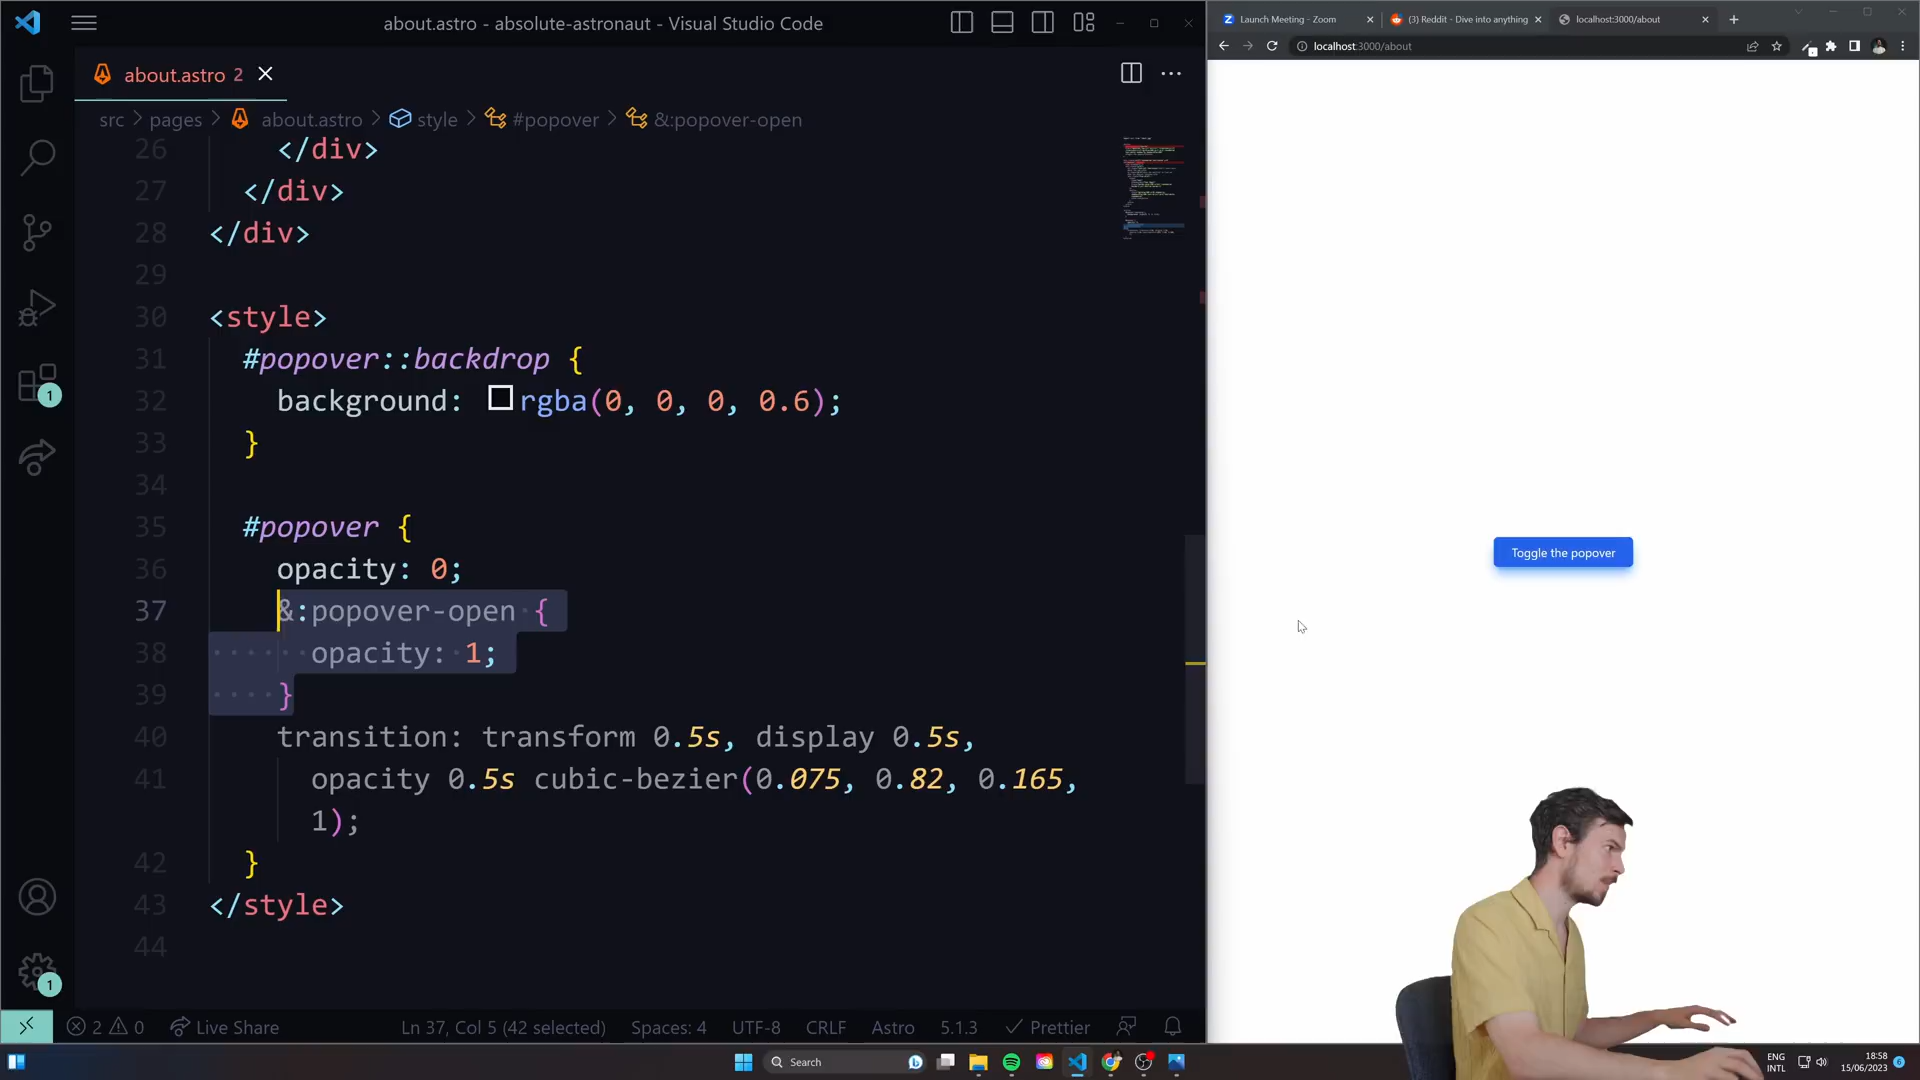 about.astro - absolute-astronaut - Visual Studio Code
about.astro 2
src > pages > about.astro > style > #popover > &:popover-open
26 </div>
27 </div>
28 </div>
29
30 <style>
31 #popover::backdrop {
32 background: rgba(0, 0, 0, 0.6);
33 }
34
35 #popover {
36 opacity: 0;
37 &:popover-open {
38 opacity: 1;
39 }
40 transition: transform 0.5s, display 0.5s,
41 opacity 0.5s cubic-bezier(0.075, 0.82, 0.165,
1);
42 }
43 </style>
44
1
1
2 0 Live Share Ln 37, Col 5 (42 selected) Spaces: 4 UTF-8 CRLF Astro 5.1.3 Prettier
Launch Meeting - Zoom
(3) Reddit - Dive into anything
localhost:3000/about
localhost:3000/about
Toggle the popover
Search
ENG
INTL
18:58
15/06/2023